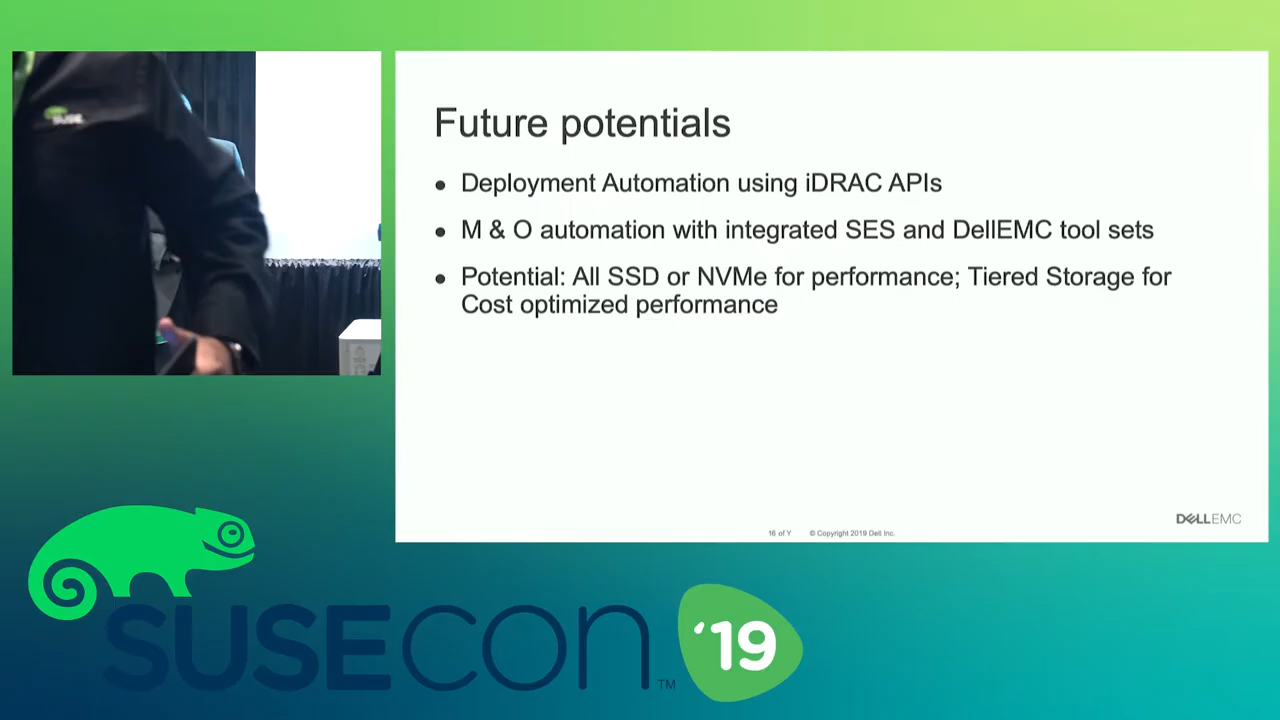 SUSE
Future potentials
• Deployment Automation using iDRAC APIs
• M & O automation with integrated SES and DellEMC tool sets
• Potential: All SSD or NVMe for performance; Tiered Storage for
Cost optimized performance
DELLEMC
16 of Y © Copyright 2019 Dell Inc.
SUSECON ™ '19